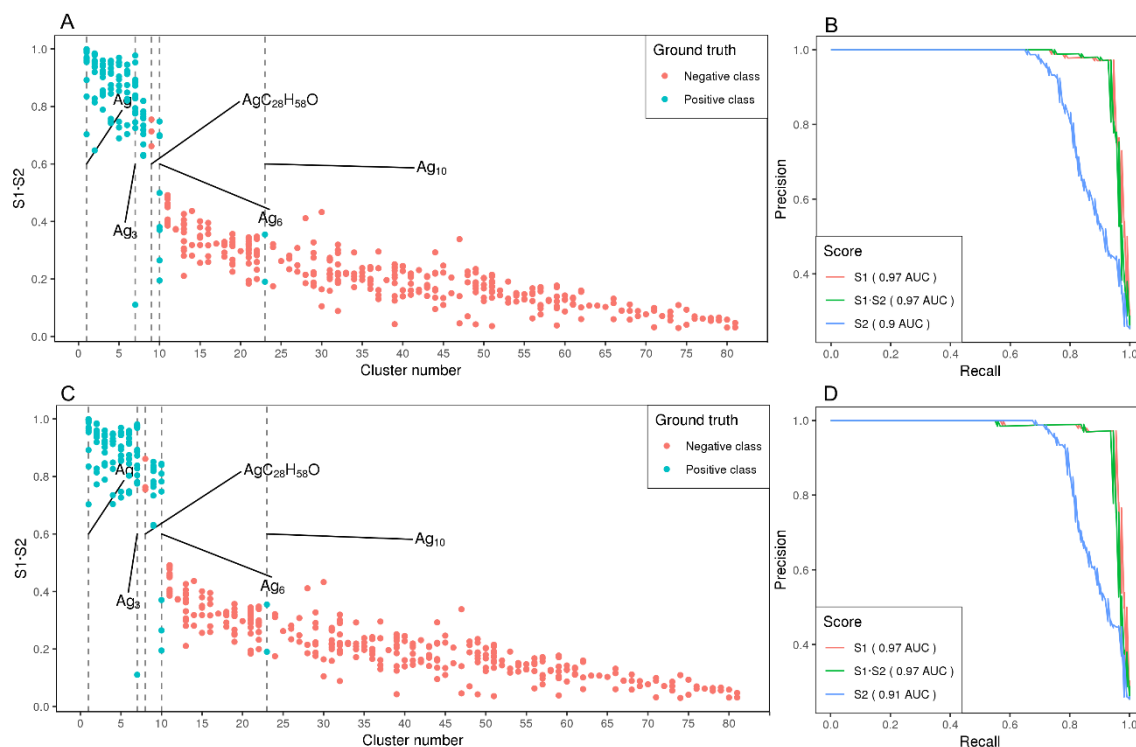 A
S1·S2
1.0
0.8
0.6
0.4
0.2
0.0
Ag
Ag₃
AgC₂₈H₅₈O
Ag₆
Ag₁₀
Ground truth
Negative class
Positive class
1 5 10 15 20 25 30 35 40 45 50 55 60 65 70 75 80
Cluster number
B
Precision
1.0
0.8
0.6
0.4
Score
S1 ( 0.97 AUC )
S1·S2 ( 0.97 AUC )
S2 ( 0.9 AUC )
0.0 0.2 0.4 0.6 0.8 1.0
Recall
C
S1·S2
1.0
0.8
0.6
0.4
0.2
0.0
Ag
Ag₃
AgC₂₈H₅₈O
Ag₆
Ag₁₀
Ground truth
Negative class
Positive class
1 5 10 15 20 25 30 35 40 45 50 55 60 65 70 75 80
Cluster number
D
Precision
1.0
0.8
0.6
0.4
Score
S1 ( 0.97 AUC )
S1·S2 ( 0.97 AUC )
S2 ( 0.91 AUC )
0.0 0.2 0.4 0.6 0.8 1.0
Recall